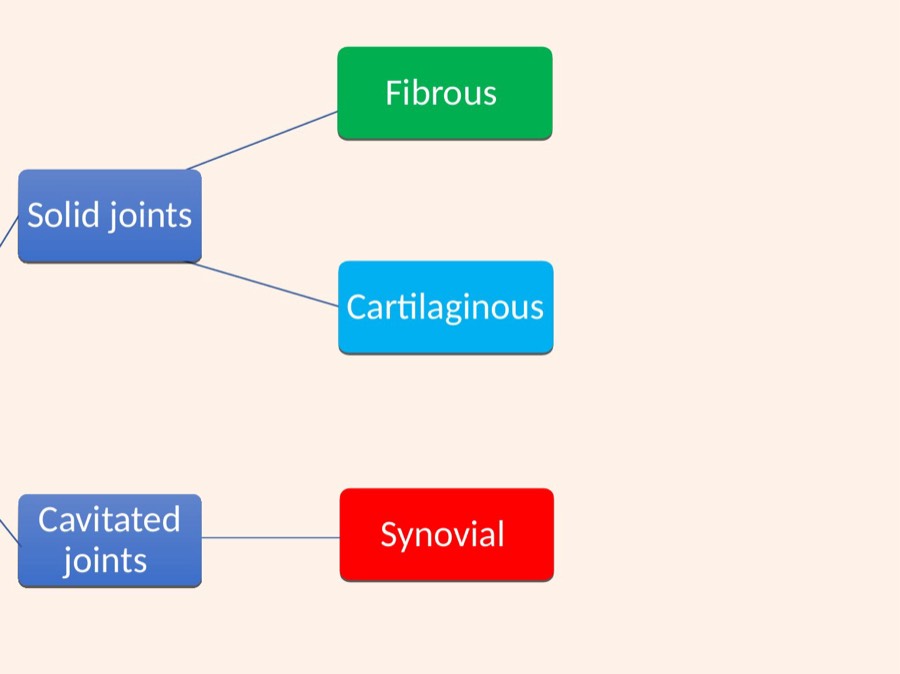 Fibrous
Solid joints
Cartilaginous
Cavitated
joints
Synovial